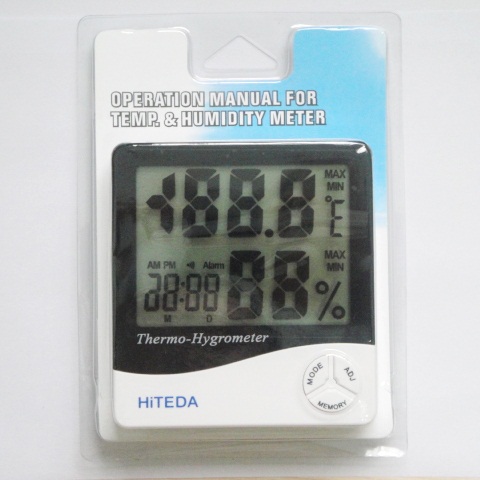 OPERATION MANUAL FOR
TEMP. & HUMIDITY METER
MAX
MIN
188.8 °E
MAX
MIN
AM PM Alarm
88:88 88 %
M D
Thermo-Hygrometer
HiTEDA
MODE ADJ
MEMORY